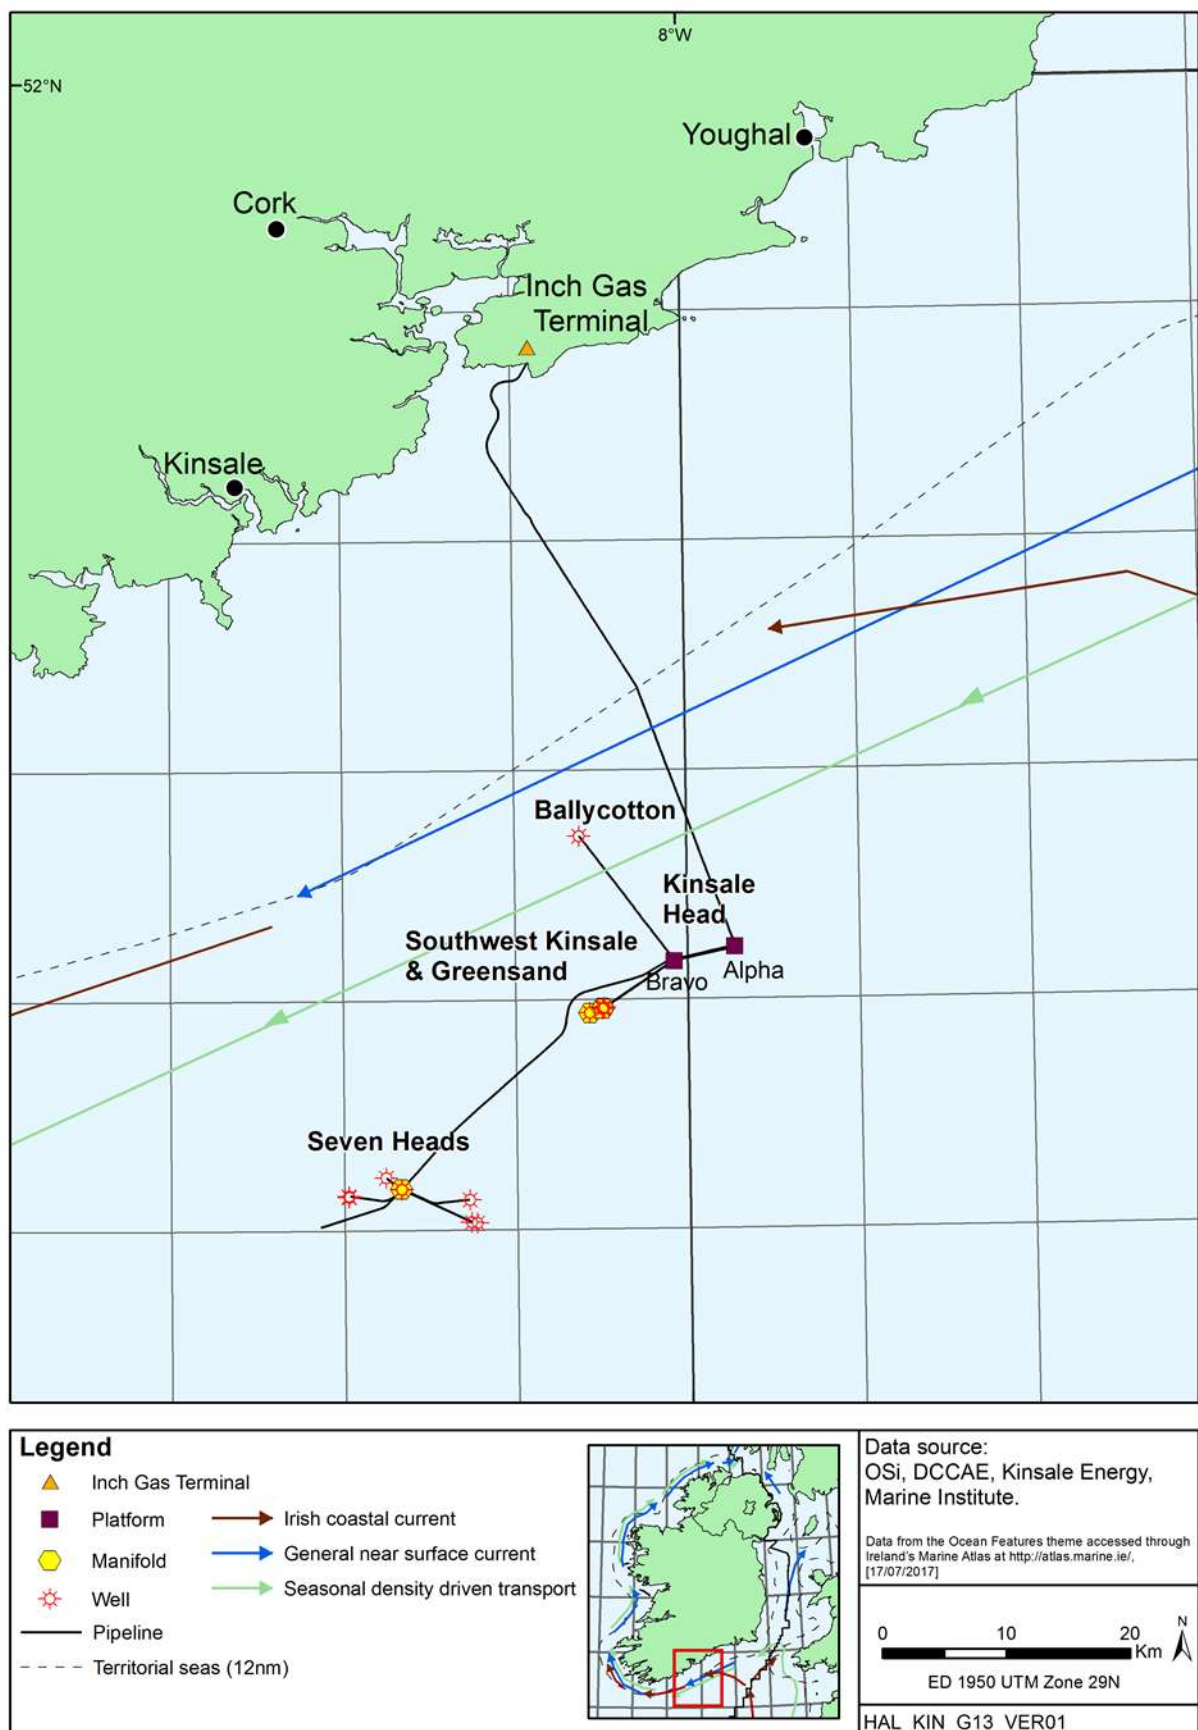 8°W
52°N
Youghal
Cork
Inch Gas
Terminal
Kinsale
Ballycotton
Kinsale
Head
Southwest Kinsale
& Greensand
Bravo
Alpha
Seven Heads
Legend
Inch Gas Terminal
Platform
Manifold
Well
Pipeline
Territorial seas (12nm)
Irish coastal current
General near surface current
Seasonal density driven transport
Data source:
OSi, DCCAE, Kinsale Energy,
Marine Institute.
Data from the Ocean Features theme accessed through
Ireland's Marine Atlas at http://atlas.marine.ie/,
[17/07/2017]
0 10 20
Km
N
ED 1950 UTM Zone 29N
HAL_KIN_G13_VER01